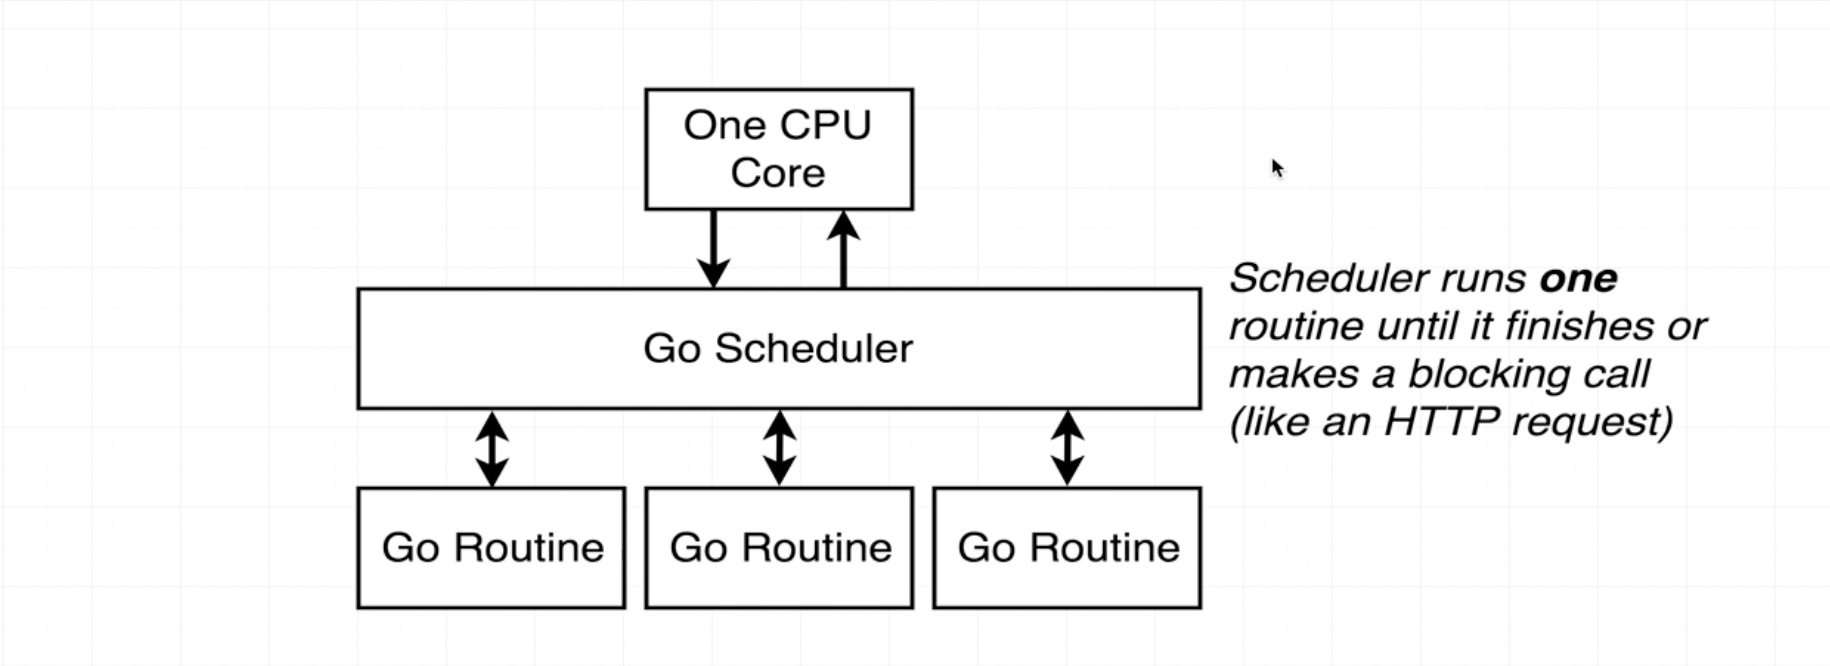 One CPU
Core
Go Scheduler
Scheduler runs one
routine until it finishes or
makes a blocking call
(like an HTTP request)
Go Routine
Go Routine
Go Routine